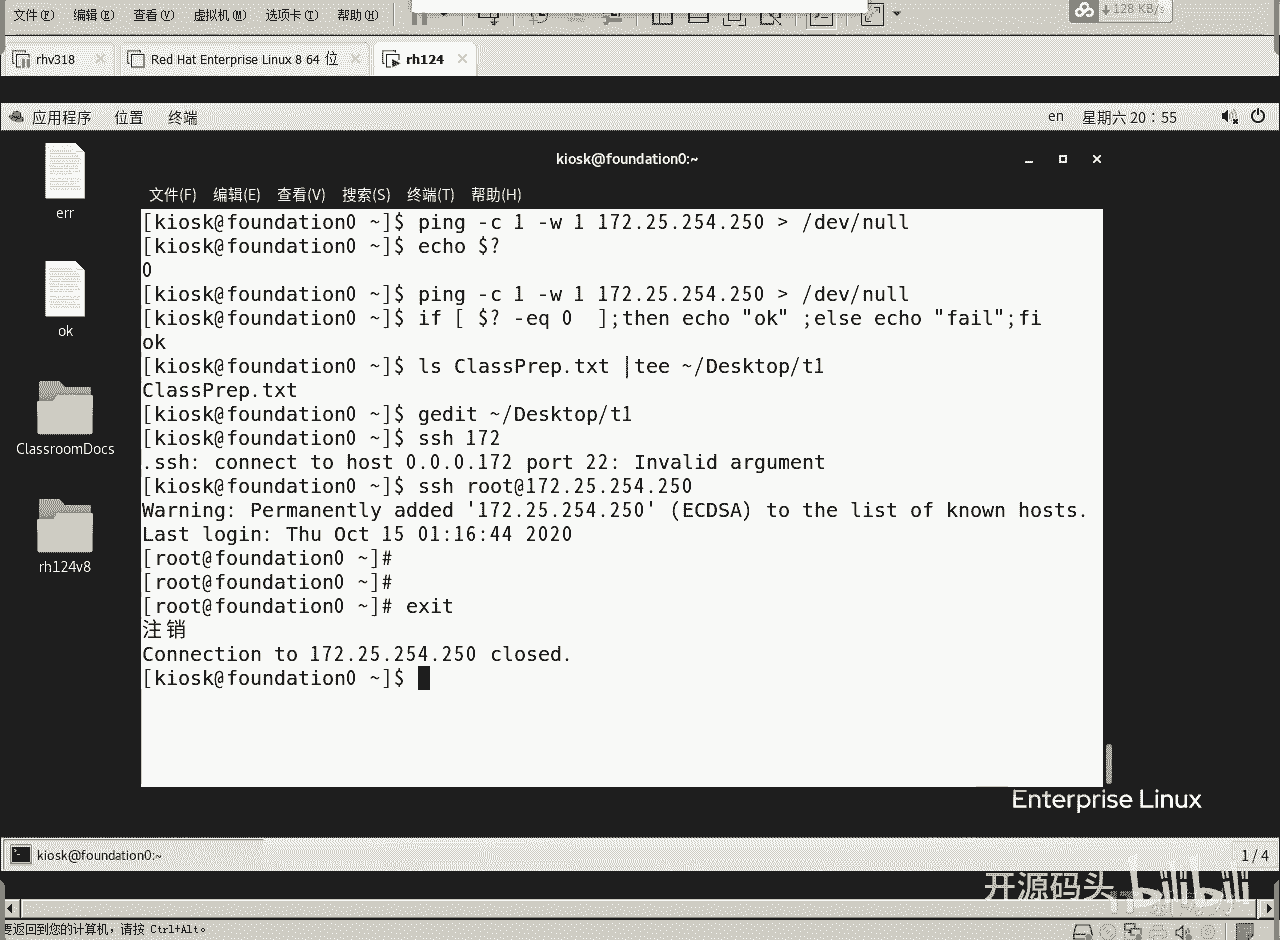 文件(F) 编辑(E) 查看(V) 虚拟机(M) 选项卡(T) 帮助(H)
128 KB/s
rhv318 Red Hat Enterprise Linux 8 64 位 rh124
应用程序 位置 终端 en 星期六 20：55
kiosk@foundation0:~
文件(F) 编辑(E) 查看(V) 搜索(S) 终端(T) 帮助(H)
err
ok
ClassroomDocs
rh124v8
[kiosk@foundation0 ~]$ ping -c 1 -w 1 172.25.254.250 > /dev/null
[kiosk@foundation0 ~]$ echo $?
0
[kiosk@foundation0 ~]$ ping -c 1 -w 1 172.25.254.250 > /dev/null
[kiosk@foundation0 ~]$ if [ $? -eq 0  ];then echo "ok" ;else echo "fail";fi
ok
[kiosk@foundation0 ~]$ ls ClassPrep.txt |tee ~/Desktop/t1
ClassPrep.txt
[kiosk@foundation0 ~]$ gedit ~/Desktop/t1
[kiosk@foundation0 ~]$ ssh 172
.ssh: connect to host 0.0.0.172 port 22: Invalid argument
[kiosk@foundation0 ~]$ ssh root@172.25.254.250
Warning: Permanently added '172.25.254.250' (ECDSA) to the list of known hosts.
Last login: Thu Oct 15 01:16:44 2020
[root@foundation0 ~]#
[root@foundation0 ~]#
[root@foundation0 ~]# exit
注销
Connection to 172.25.254.250 closed.
[kiosk@foundation0 ~]$
Enterprise Linux
kiosk@foundation0:~ 1 / 4
开源码头 bilibili
要返回到您的计算机，请按 Ctrl+Alt。